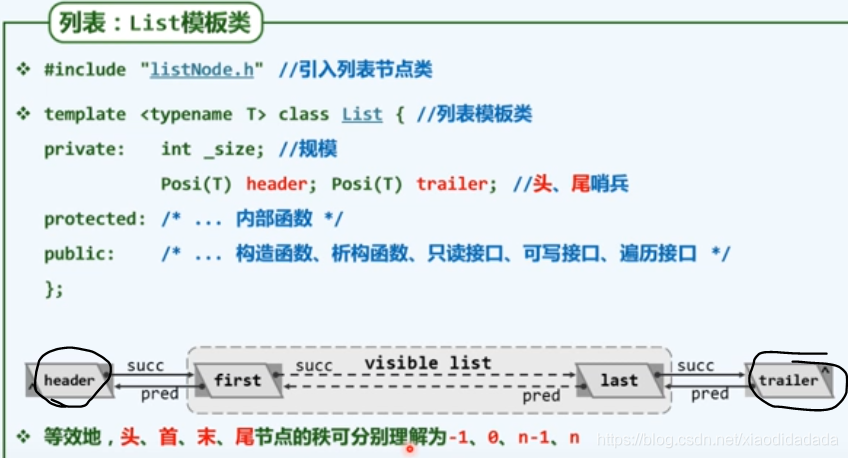 列表：List模板类
❖ #include "listNode.h" //引入列表节点类
❖ template <typename T> class List { //列表模板类
private: int _size; //规模
Posi(T) header; Posi(T) trailer; //头、尾哨兵
protected: /* ... 内部函数 */
public: /* ... 构造函数、析构函数、只读接口、可写接口、遍历接口 */
};
header succ pred first succ visible list pred last succ pred trailer
❖ 等效地，头、首、末、尾节点的秩可分别理解为-1、0、n-1、n
https://blog.csdn.net/xiaodidadada